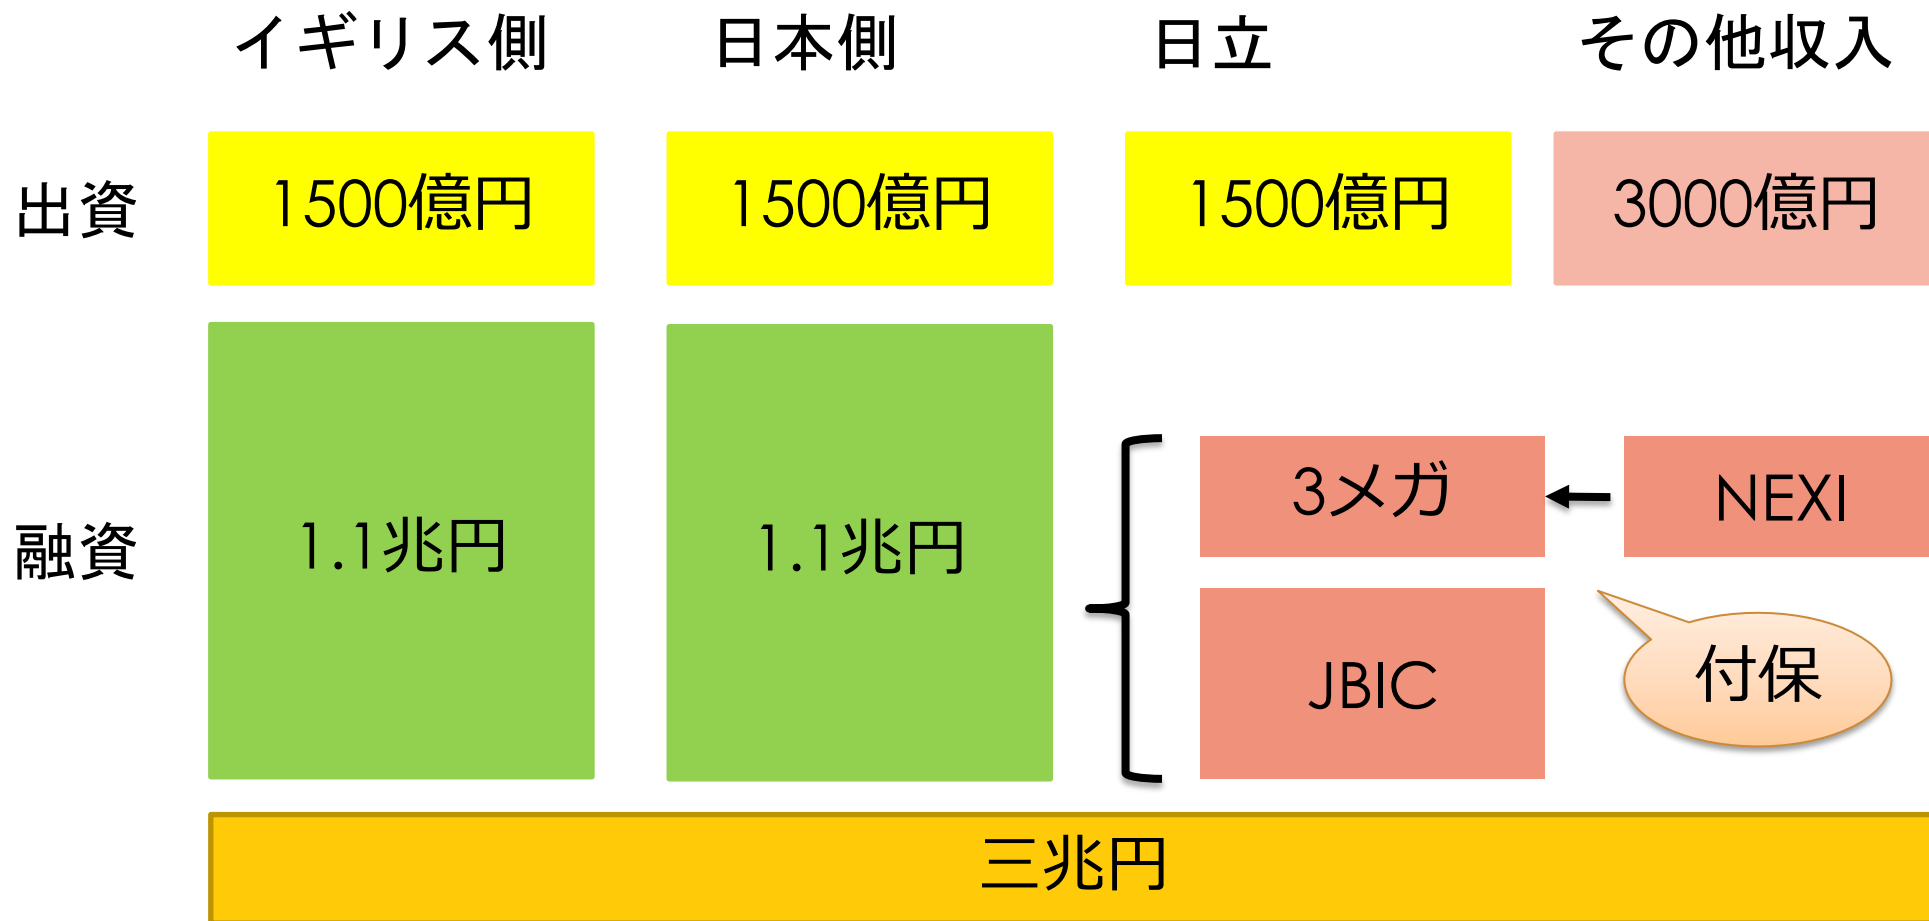 イギリス側 日本側 日立 その他収入
出資 1500億円 1500億円 1500億円 3000億円
融資 1.1兆円 1.1兆円 3メガ NEXI
JBIC 付保
三兆円